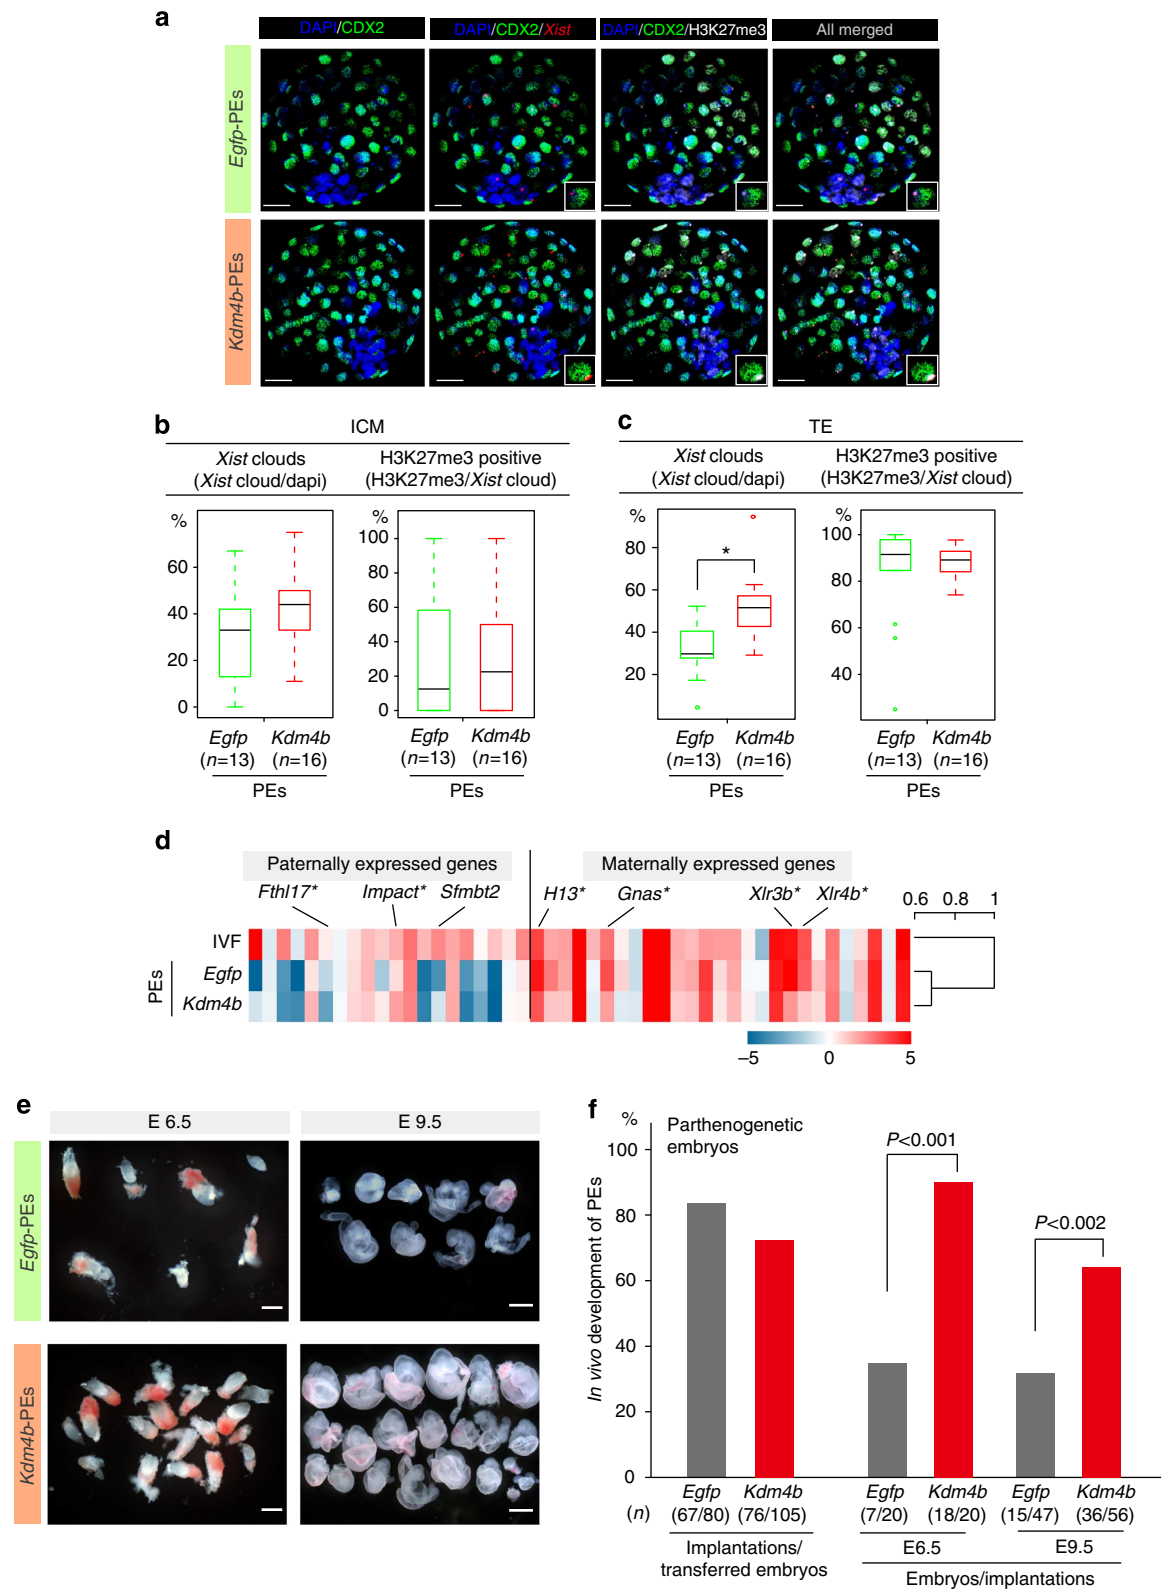 a
DAPI/CDX2
DAPI/CDX2/Xist
DAPI/CDX2/H3K27me3
All merged
Egfp-PEs
Kdm4b-PEs
b
ICM
Xist clouds
(Xist cloud/dapi)
H3K27me3 positive
(H3K27me3/Xist cloud)
%
60
40
20
0
%
100
80
60
40
20
0
Egfp
(n=13)
Kdm4b
(n=16)
PEs
Egfp
(n=13)
Kdm4b
(n=16)
PEs
c
TE
Xist clouds
(Xist cloud/dapi)
H3K27me3 positive
(H3K27me3/Xist cloud)
%
80
60
40
20
*
%
100
80
60
40
Egfp
(n=13)
Kdm4b
(n=16)
PEs
Egfp
(n=13)
Kdm4b
(n=16)
PEs
d
Paternally expressed genes
Maternally expressed genes
Fthl17*
Impact*
Sfmbt2
H13*
Gnas*
Xlr3b*
Xlr4b*
0.6 0.8 1
IVF
PEs
Egfp
Kdm4b
−5 0 5
e
E 6.5
E 9.5
Egfp-PEs
Kdm4b-PEs
f
%
Parthenogenetic
embryos
In vivo development of PEs
100
80
60
40
20
0
P<0.001
P<0.002
(n)
Egfp
(67/80)
Kdm4b
(76/105)
Egfp
(7/20)
Kdm4b
(18/20)
Egfp
(15/47)
Kdm4b
(36/56)
Implantations/
transferred embryos
E6.5
E9.5
Embryos/implantations